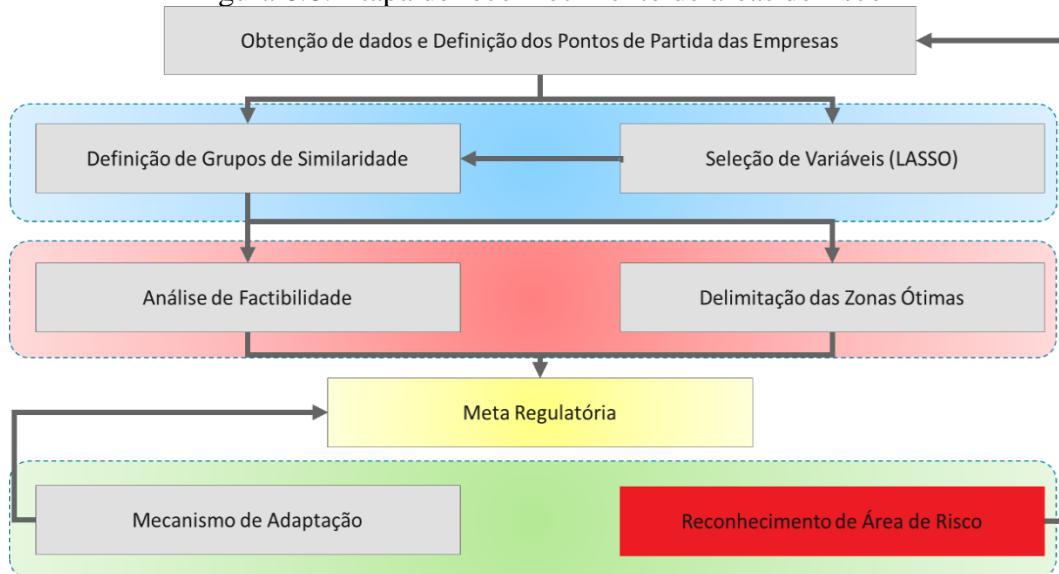 Obtenção de dados e Definição dos Pontos de Partida das Empresas
Definição de Grupos de Similaridade
Seleção de Variáveis (LASSO)
Análise de Factibilidade
Delimitação das Zonas Ótimas
Meta Regulatória
Mecanismo de Adaptação
Reconhecimento de Área de Risco